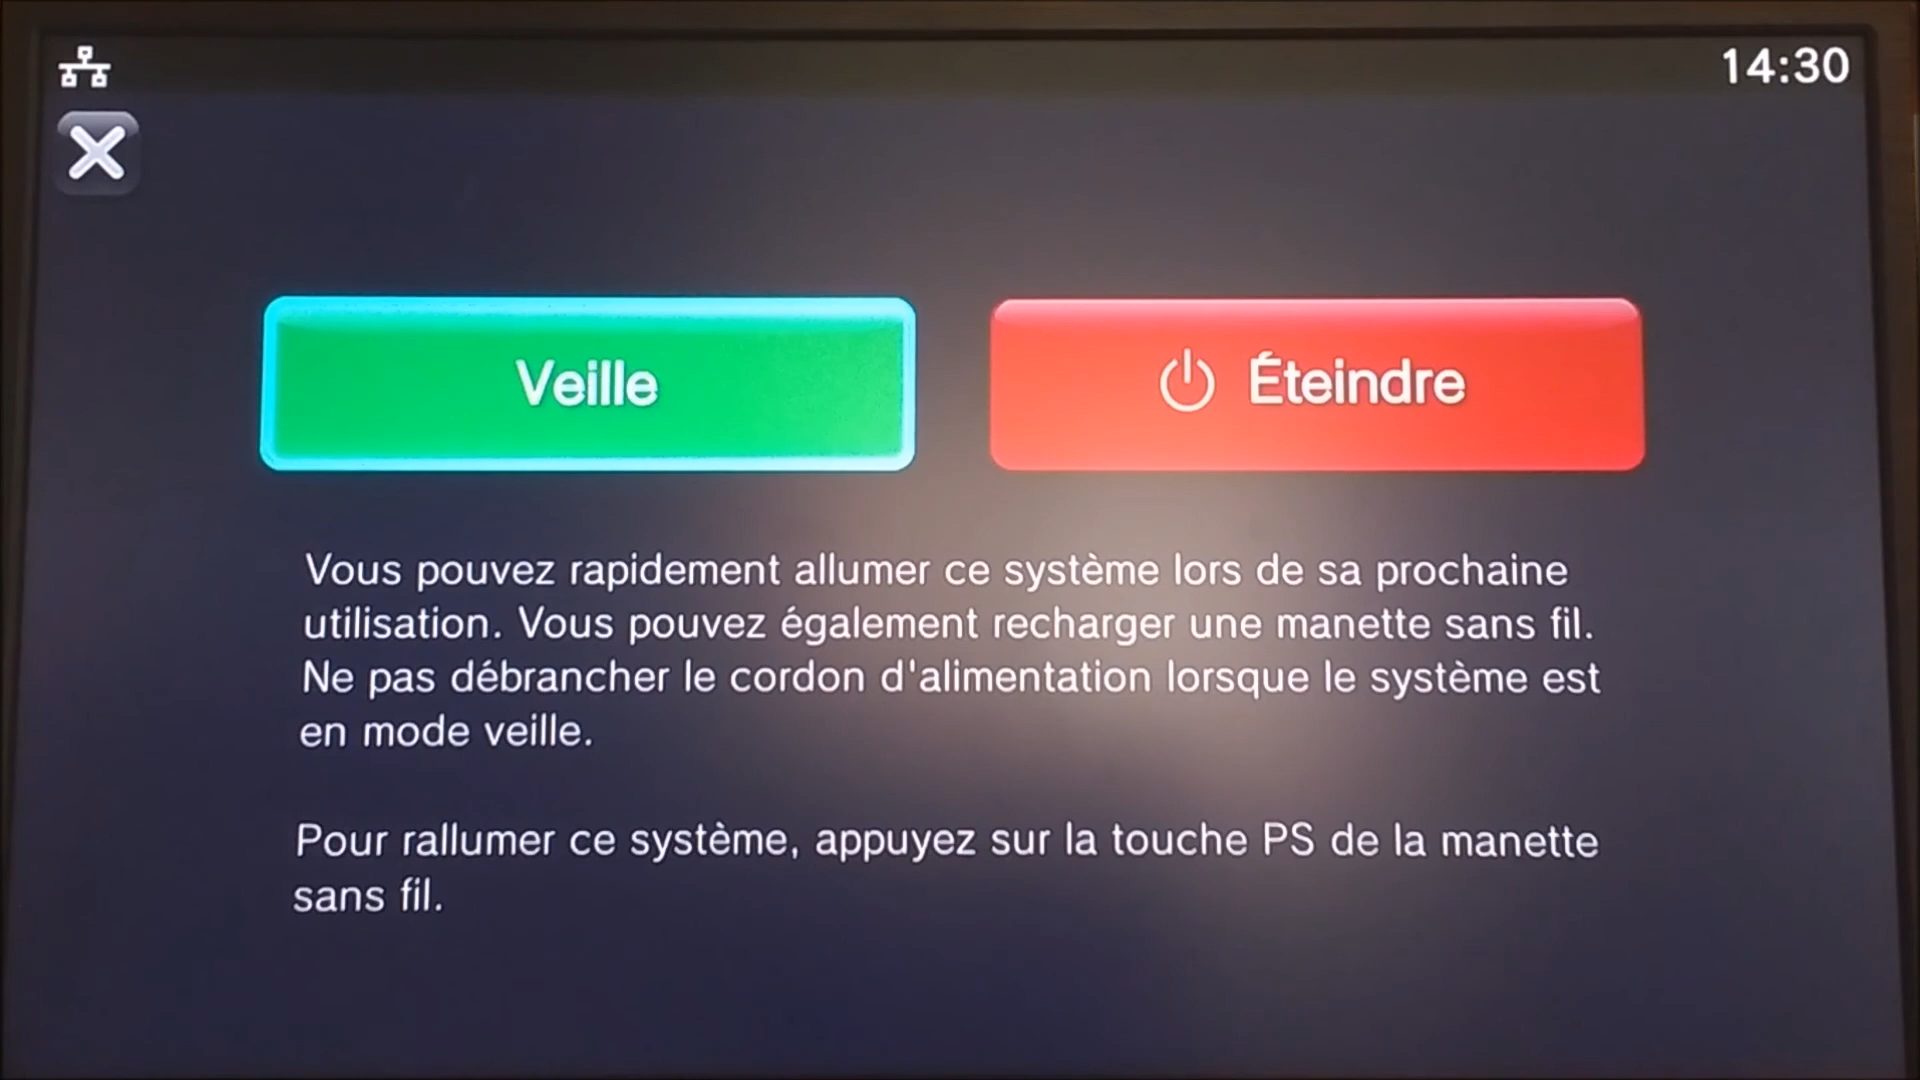 14:30
Veille
Éteindre
Vous pouvez rapidement allumer ce système lors de sa prochaine
utilisation. Vous pouvez également recharger une manette sans fil.
Ne pas débrancher le cordon d'alimentation lorsque le système est
en mode veille.
Pour rallumer ce système, appuyez sur la touche PS de la manette
sans fil.